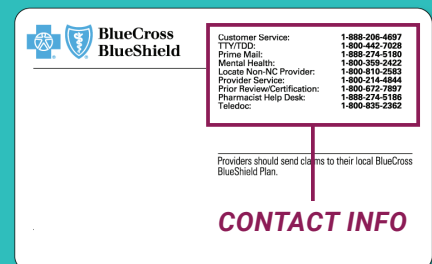 BlueCross
BlueShield
Customer Service: 1-888-206-4697
TTY/TDD: 1-800-442-7028
Prime Mail: 1-888-274-5180
Mental Health: 1-800-359-2422
Locate Non-NC Provider: 1-800-810-2583
Provider Service: 1-800-214-4844
Prior Review/Certification: 1-800-672-7897
Pharmacist Help Desk: 1-888-274-5186
Teledoc: 1-800-835-2362
Providers should send claims to their local BlueCross
BlueShield Plan.
CONTACT INFO